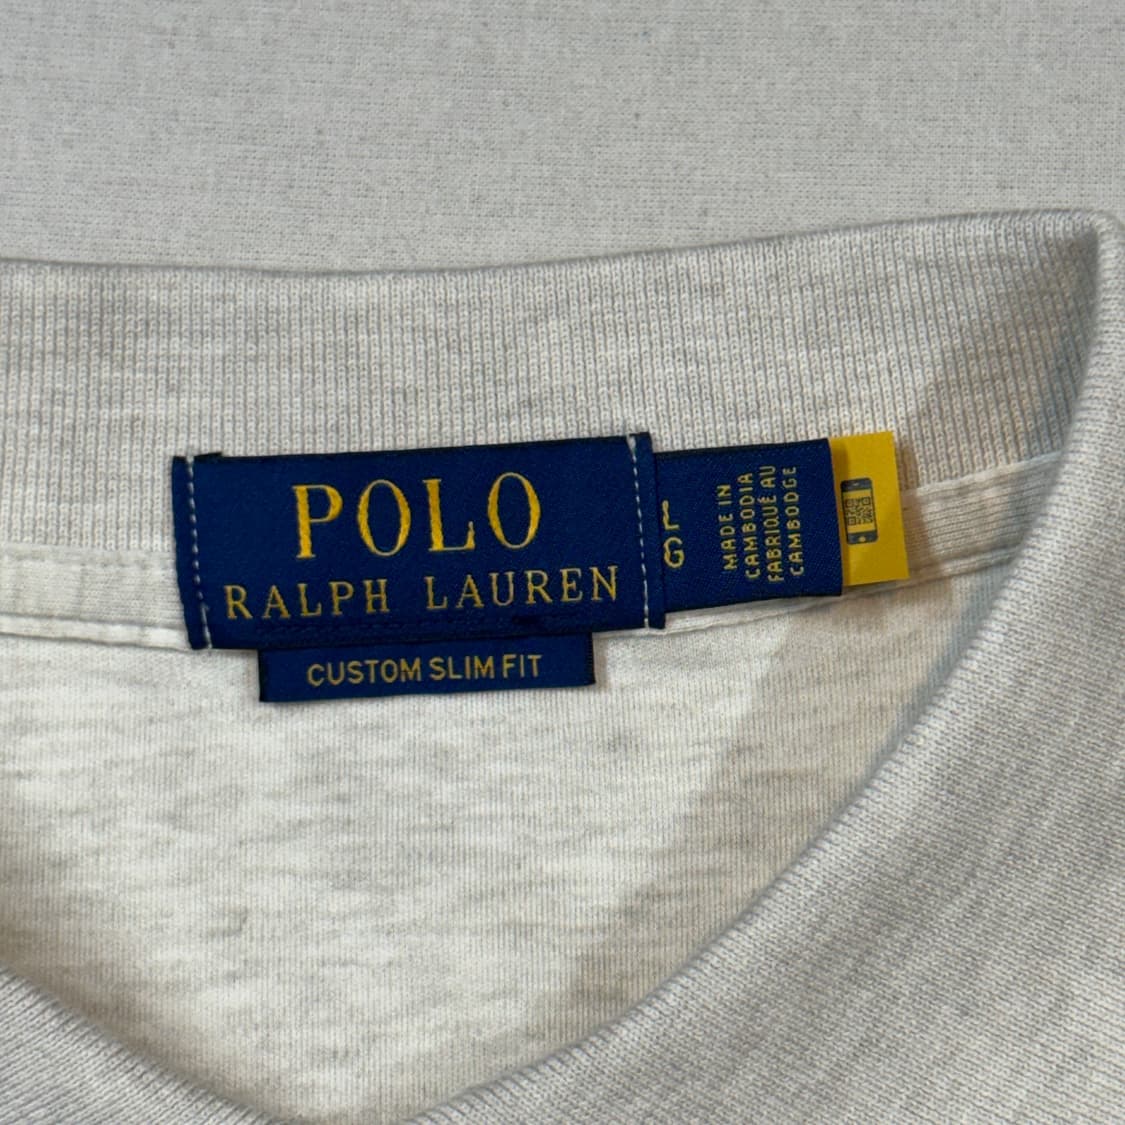 POLO
RALPH LAUREN
CUSTOM SLIM FIT
L
G
MADE IN
CAMBODIA
FABRIQUÉ AU
CAMBODGE